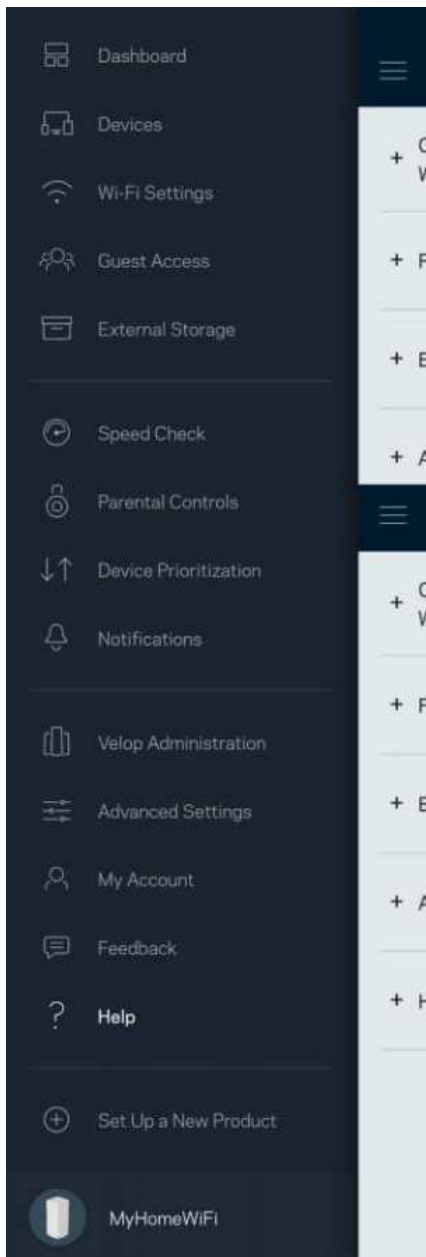 Dashboard
Devices
Wi-Fi Settings
Guest Access
External Storage
Speed Check
Parental Controls
Device Prioritization
Notifications
Velop Administration
Advanced Settings
My Account
Feedback
? Help
Set Up a New Product
MyHomeWiFi